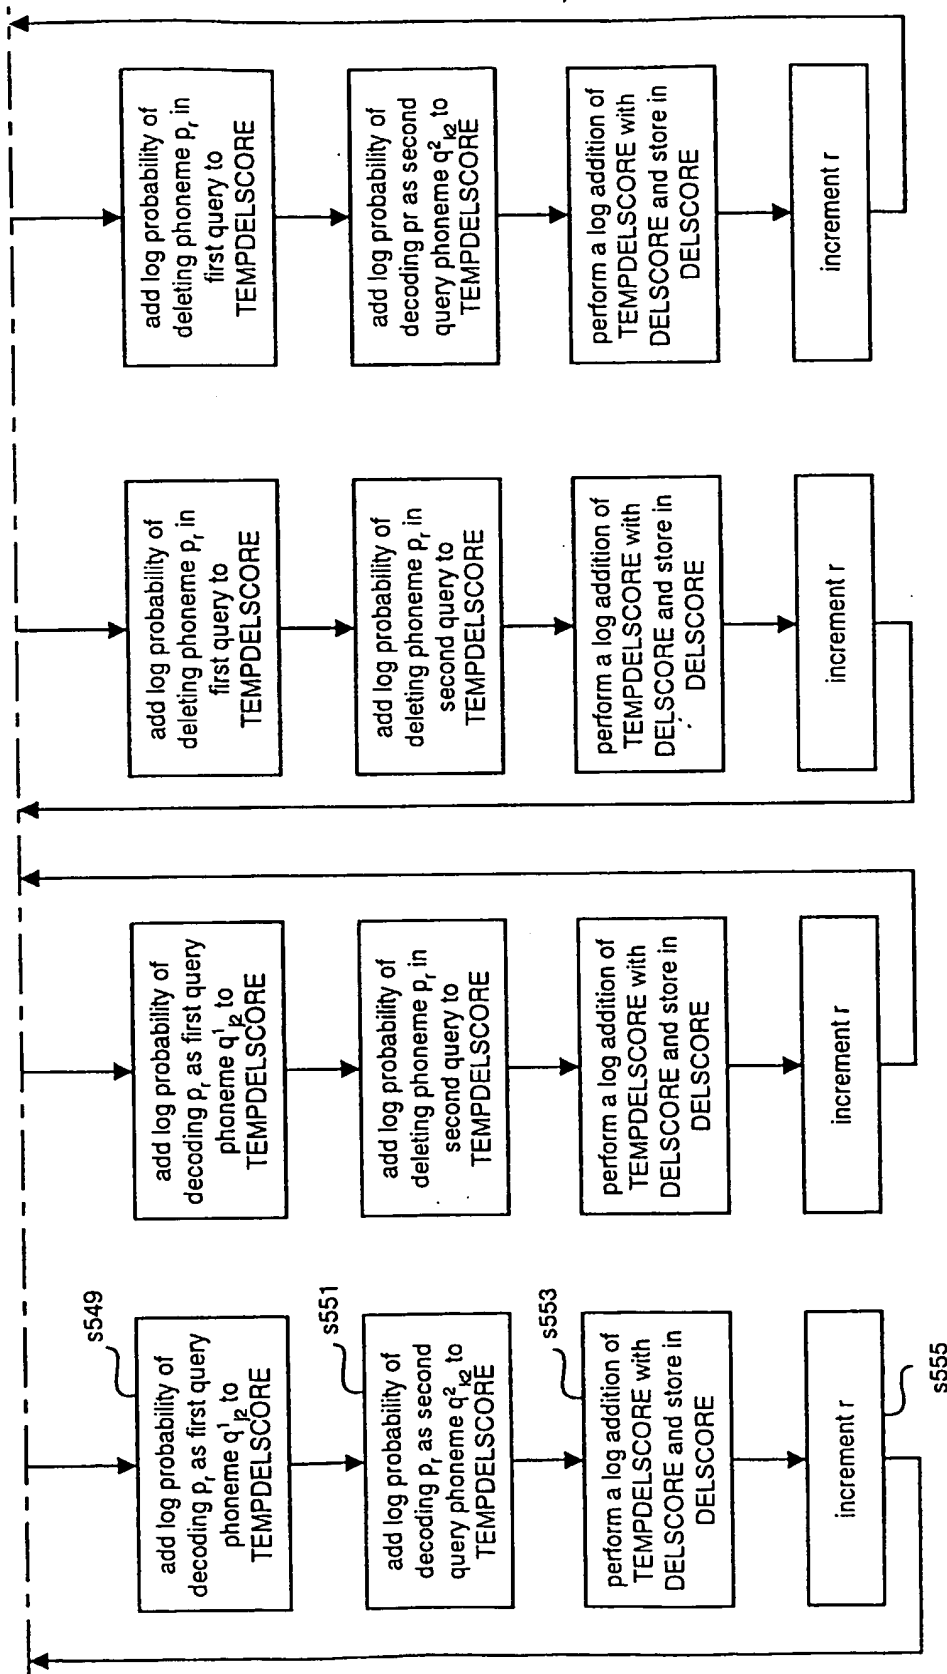 s549
add log probability of
decoding pᵣ as first query
phoneme q¹ⱼ₂ to
TEMPDELSCORE
s551
add log probability of
decoding pᵣ as second
query phoneme q²ₖ₂ to
TEMPDELSCORE
s553
perform a log addition of
TEMPDELSCORE with
DELSCORE and store in
DELSCORE
increment r
s555
add log probability of
decoding pᵣ as first query
phoneme q¹ⱼ₂ to
TEMPDELSCORE
add log probability of
deleting phoneme pᵣ in
second query to
TEMPDELSCORE
perform a log addition of
TEMPDELSCORE with
DELSCORE and store in
DELSCORE
increment r
add log probability of
deleting phoneme pᵣ in
first query to
TEMPDELSCORE
add log probability of
deleting phoneme pᵣ in
second query to
TEMPDELSCORE
perform a log addition of
TEMPDELSCORE with
DELSCORE and store in
DELSCORE
increment r
add log probability of
deleting phoneme pᵣ in
first query to
TEMPDELSCORE
add log probability of
decoding pr as second
query phoneme q²ₖ₂ to
TEMPDELSCORE
perform a log addition of
TEMPDELSCORE with
DELSCORE and store in
DELSCORE
increment r